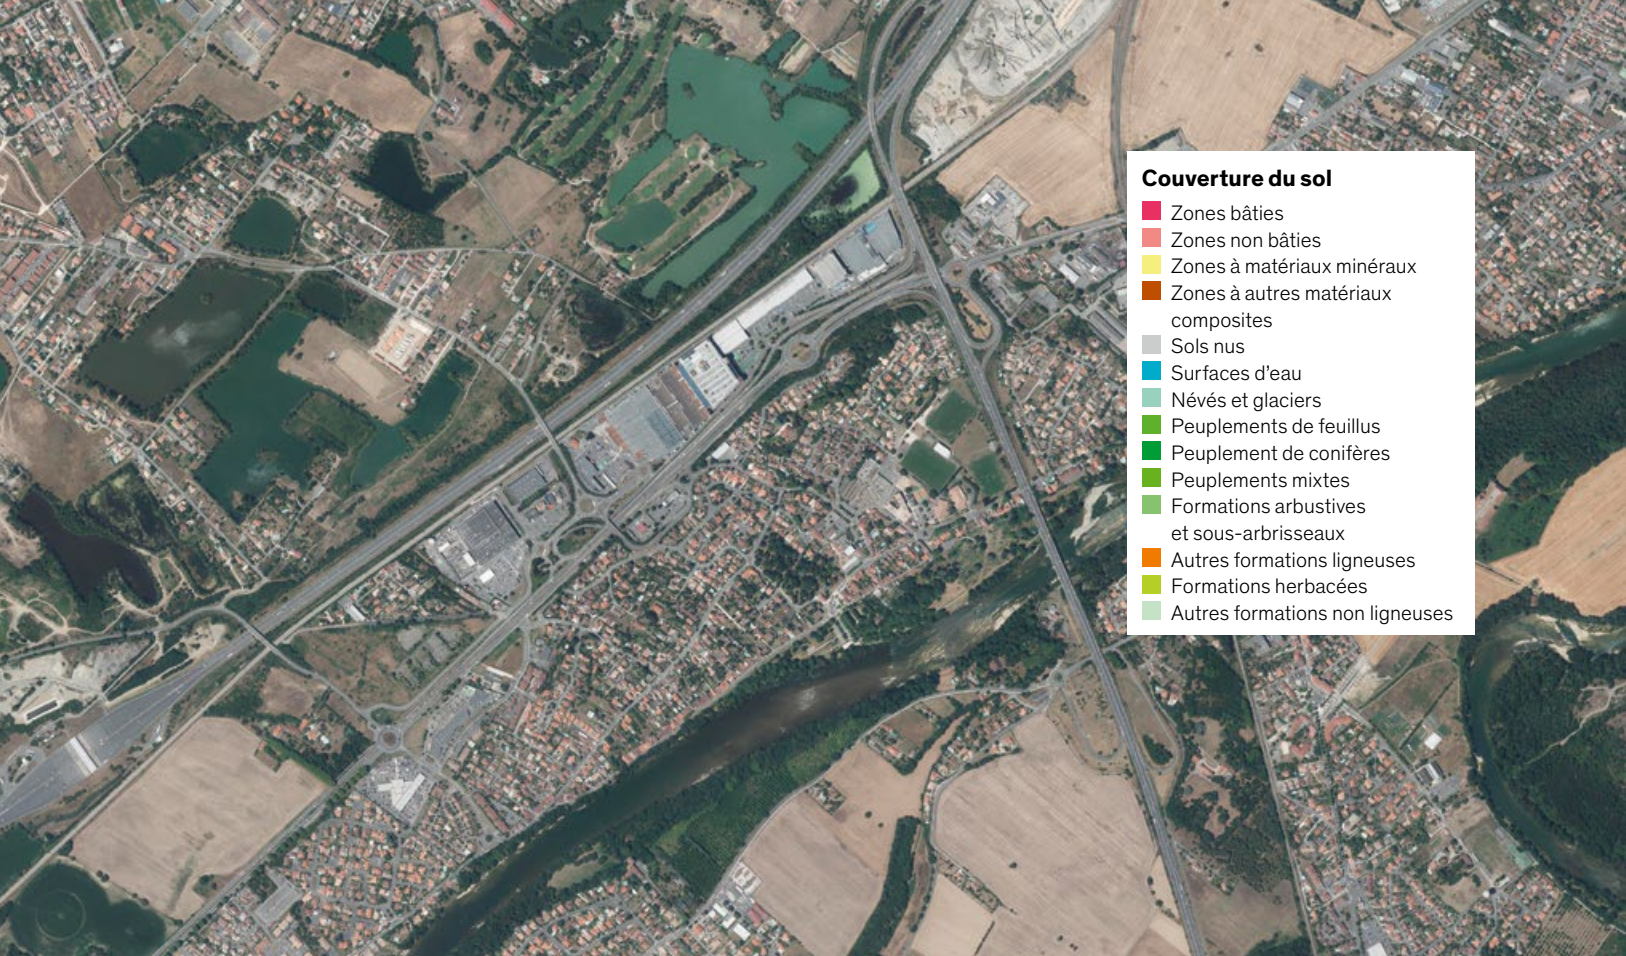 Couverture du sol
Zones bâties
Zones non bâties
Zones à matériaux minéraux
Zones à autres matériaux
composites
Sols nus
Surfaces d'eau
Névés et glaciers
Peuplements de feuillus
Peuplement de conifères
Peuplements mixtes
Formations arbustives
et sous-arbrisseaux
Autres formations ligneuses
Formations herbacées
Autres formations non ligneuses